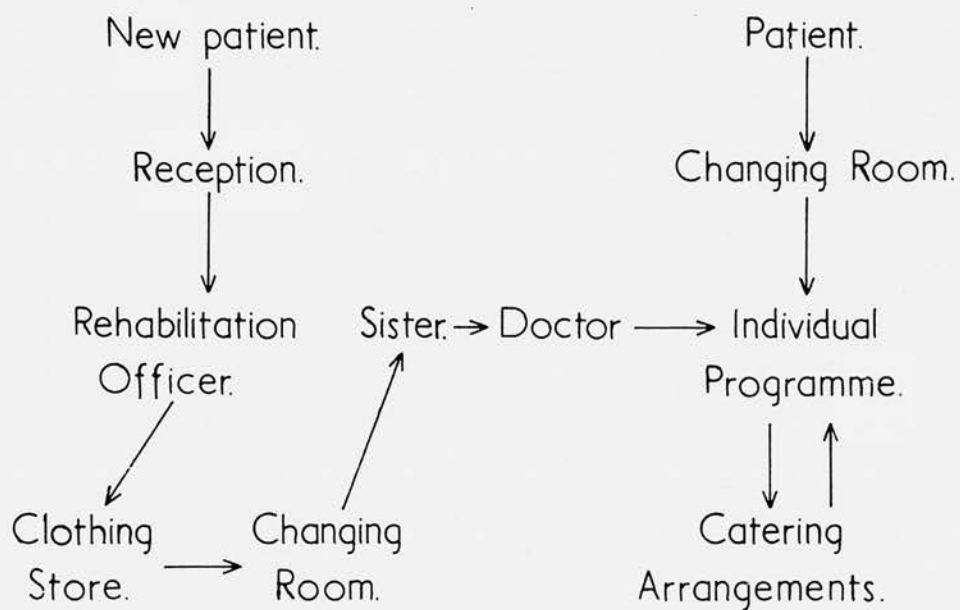 New patient.
Reception.
Rehabilitation
Officer.
Clothing
Store.
Changing
Room.
Sister.
Doctor
Patient.
Changing Room.
Individual
Programme.
Catering
Arrangements.